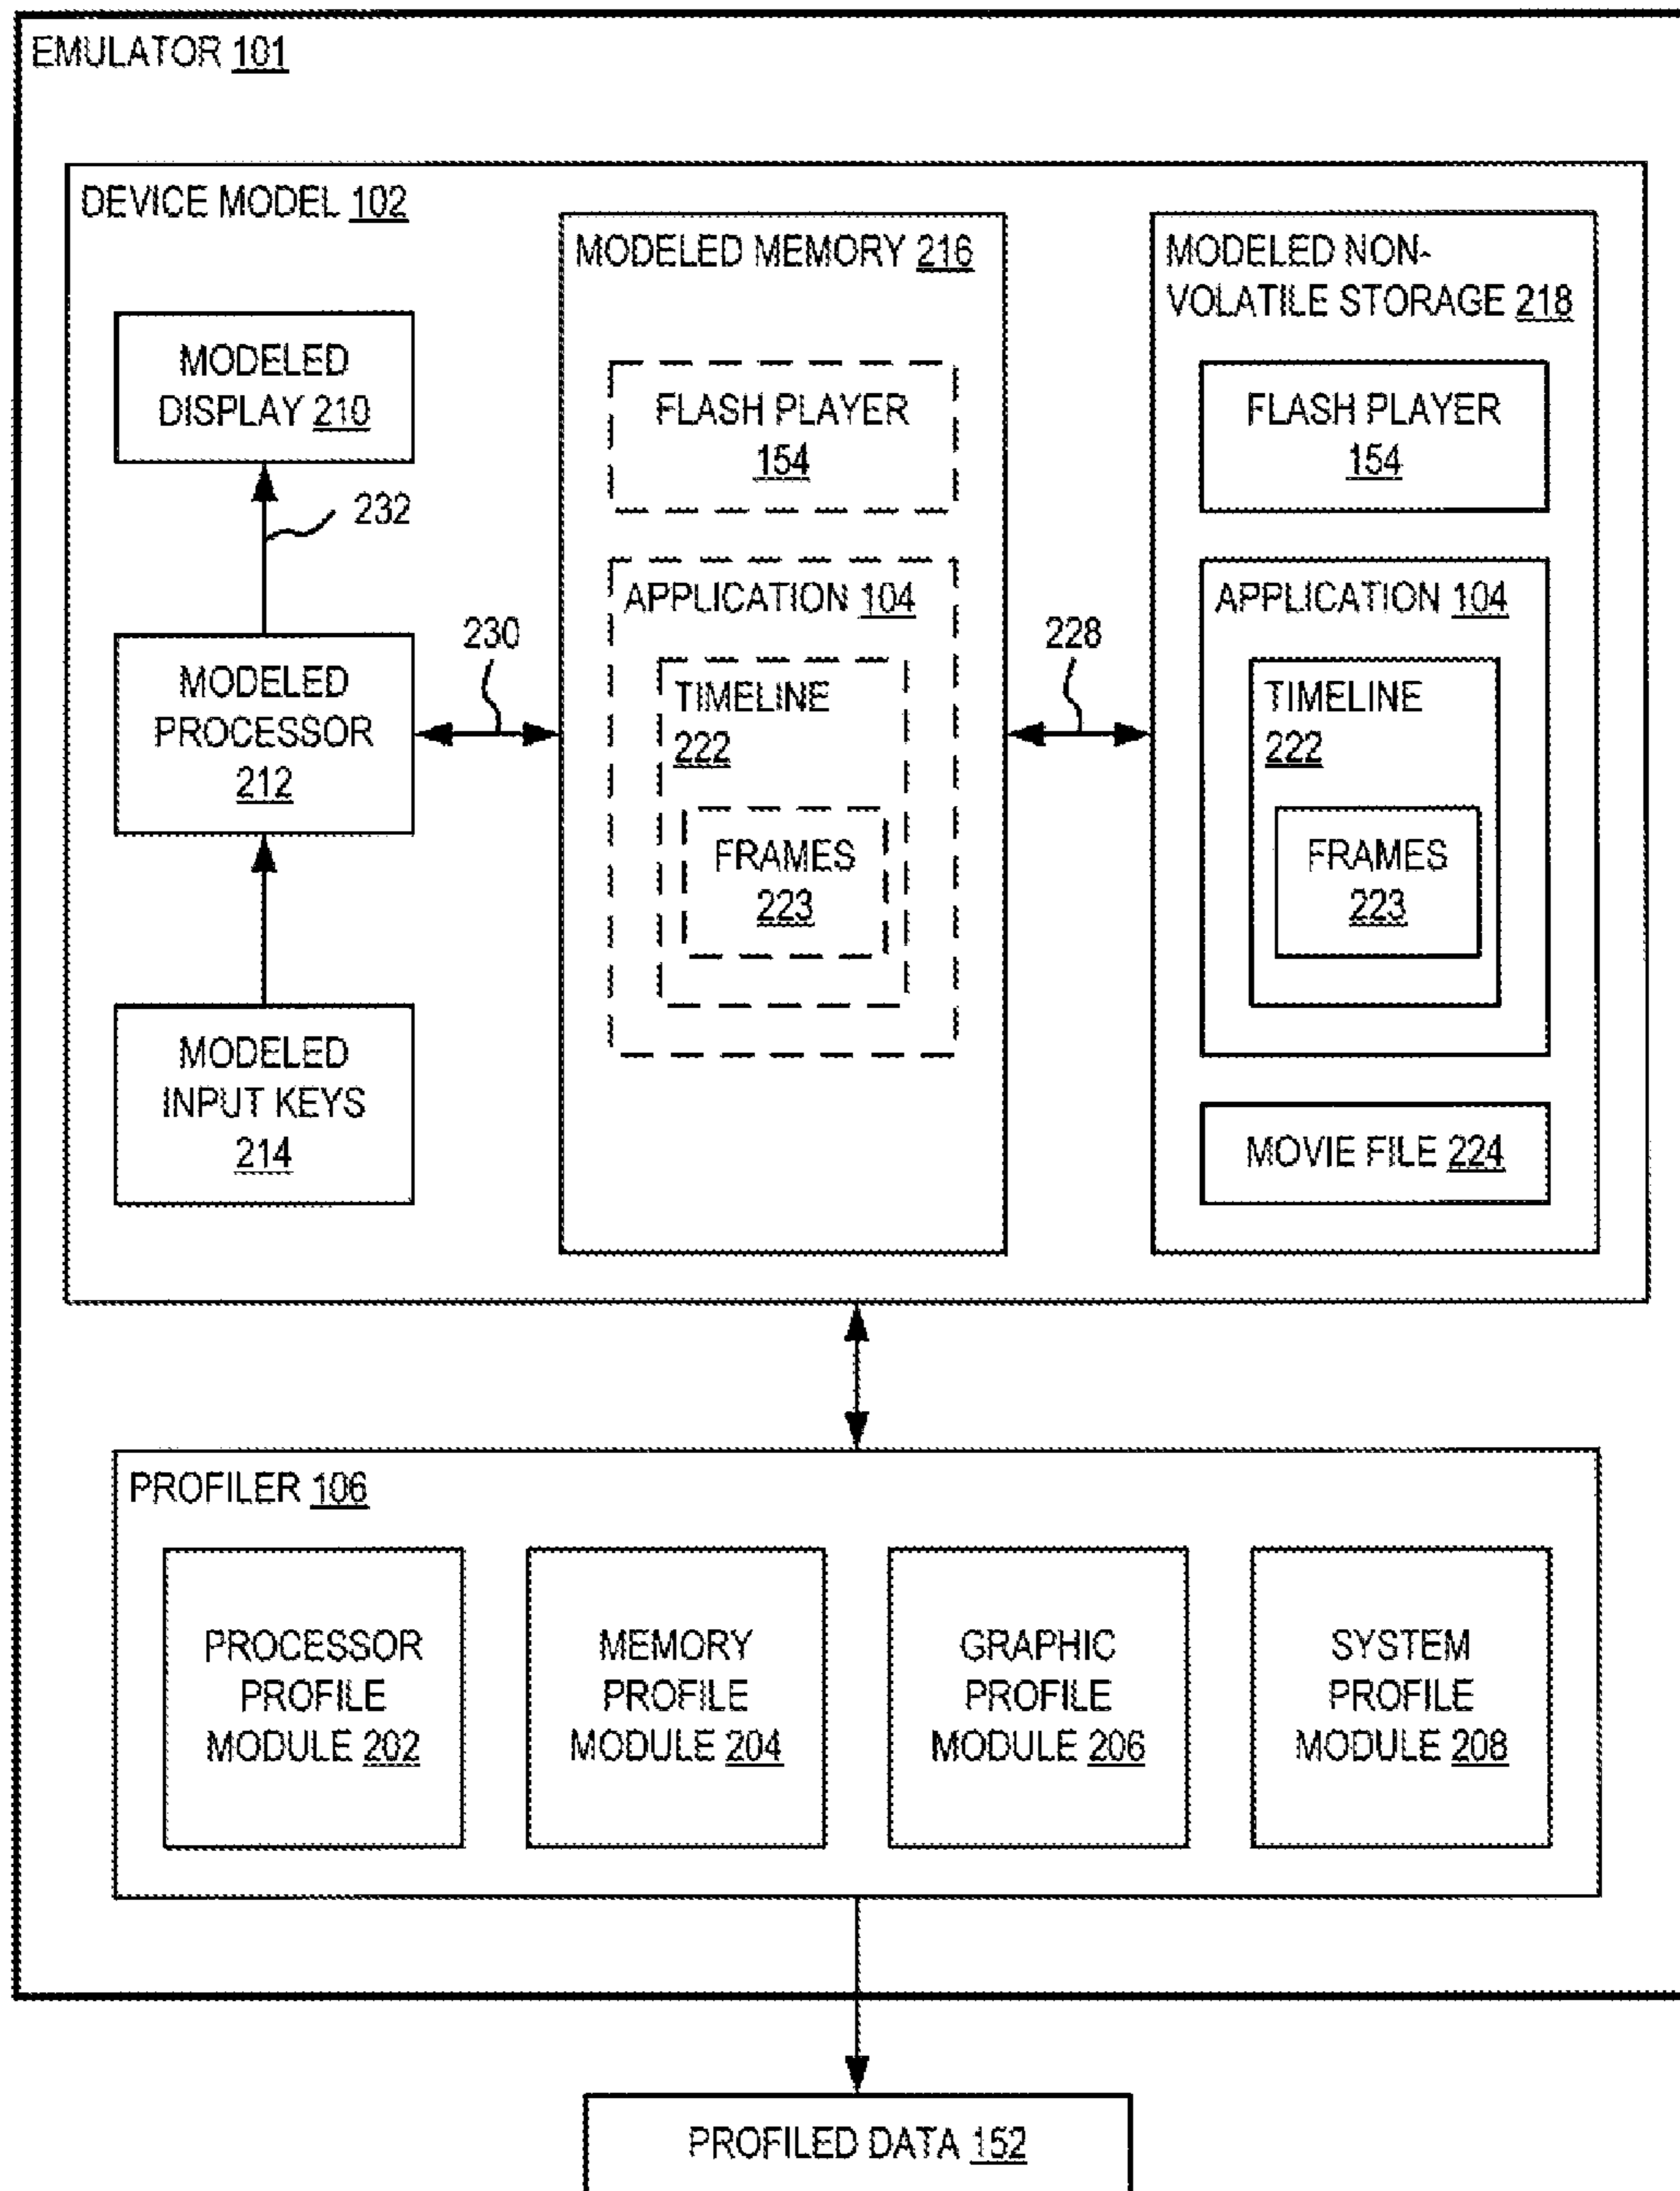 EMULATOR 101
DEVICE MODEL 102
MODELED
DISPLAY 210
232
MODELED
PROCESSOR
212
MODELED
INPUT KEYS
214
230
MODELED MEMORY 216
FLASH PLAYER
154
APPLICATION 104
TIMELINE
222
FRAMES
223
228
MODELED NON-
VOLATILE STORAGE 218
FLASH PLAYER
154
APPLICATION 104
TIMELINE
222
FRAMES
223
MOVIE FILE 224
PROFILER 106
PROCESSOR
PROFILE
MODULE 202
MEMORY
PROFILE
MODULE 204
GRAPHIC
PROFILE
MODULE 206
SYSTEM
PROFILE
MODULE 208
PROFILED DATA 152